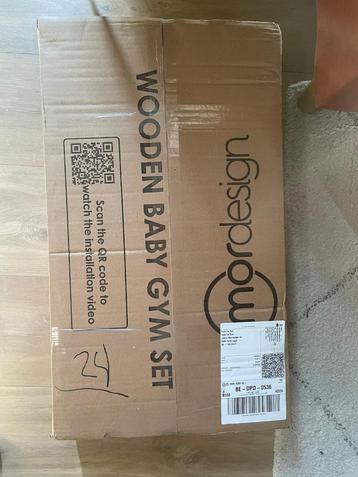 mordesign
WOODEN BABY GYM SET
Scan the QR code to
watch the installation video
24
BE-DPD-0536